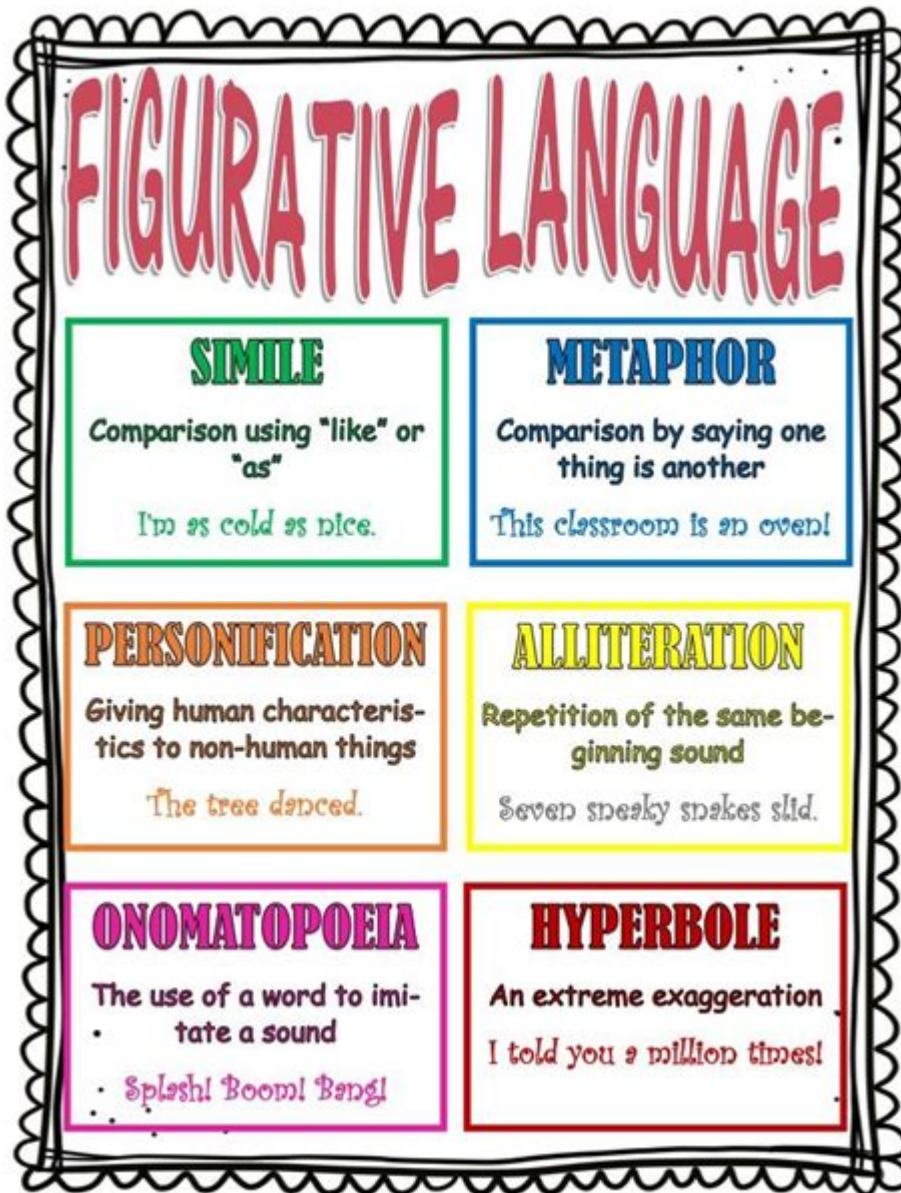 FIGURATIVE LANGUAGE
SIMILE
Comparison using “like” or
“as”
I'm as cold as nice.
METAPHOR
Comparison by saying one
thing is another
This classroom is an oven!
PERSONIFICATION
Giving human characteris-
tics to non-human things
The tree danced.
ALLITERATION
Repetition of the same be-
ginning sound
Seven sneaky snakes slid.
ONOMATOPOEIA
The use of a word to imi-
tate a sound
Splash! Boom! Bang!
HYPERBOLE
An extreme exaggeration
I told you a million times!